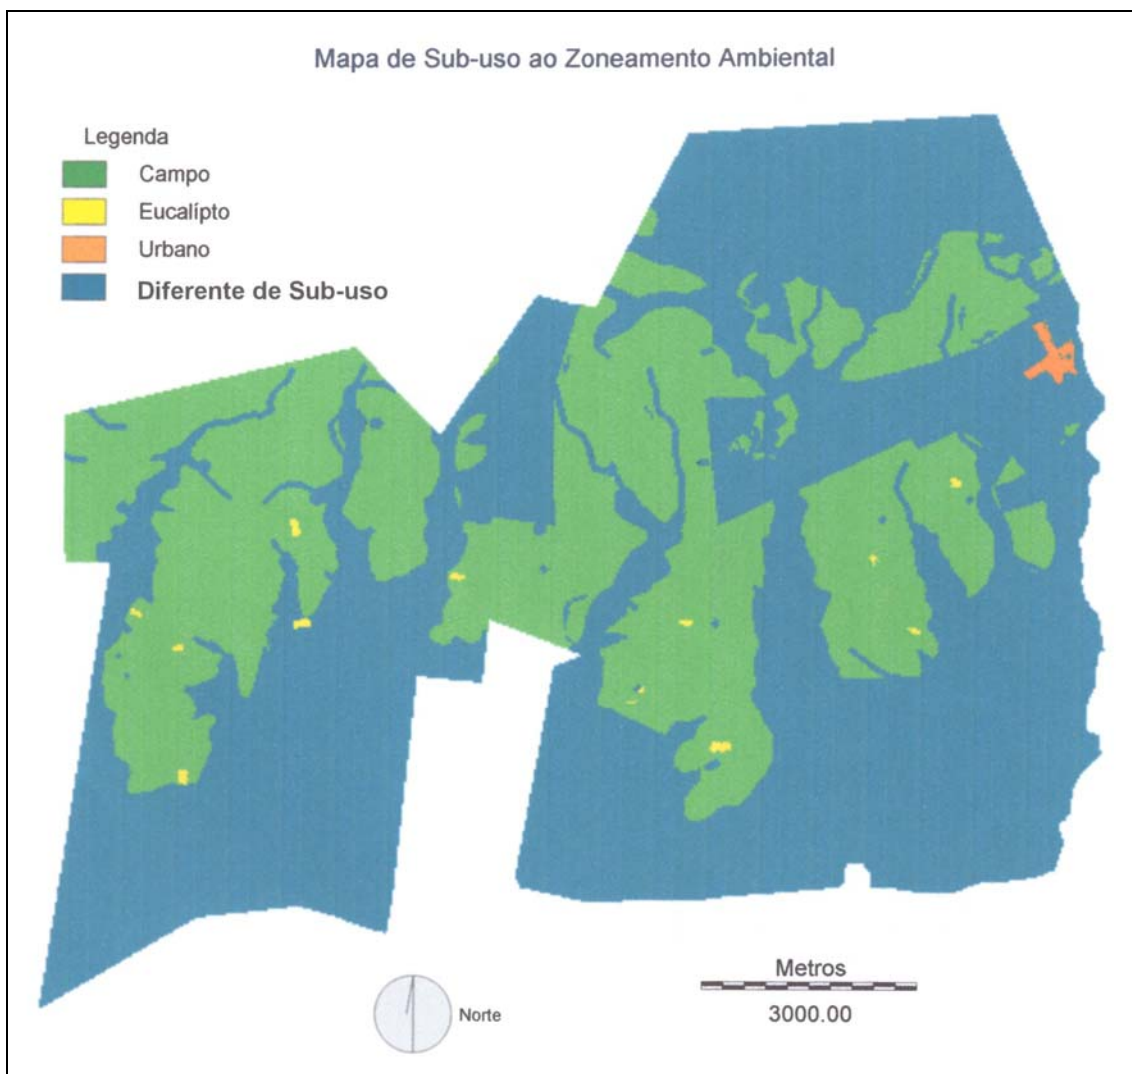 Mapa de Sub-uso ao Zoneamento Ambiental
Legenda
Campo
Eucalípto
Urbano
Diferente de Sub-uso
Norte
Metros
3000.00